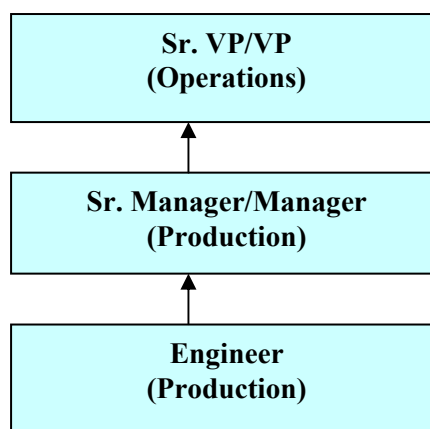 Sr. VP/VP
(Operations)
Sr. Manager/Manager
(Production)
Engineer
(Production)